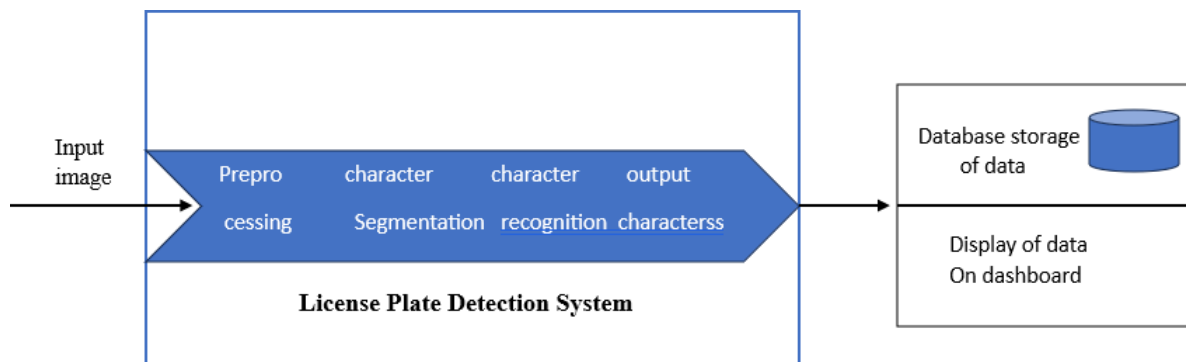 Input
image
Prepro character character output
cessing Segmentation recognition characterss
License Plate Detection System
Database storage
of data
Display of data
On dashboard